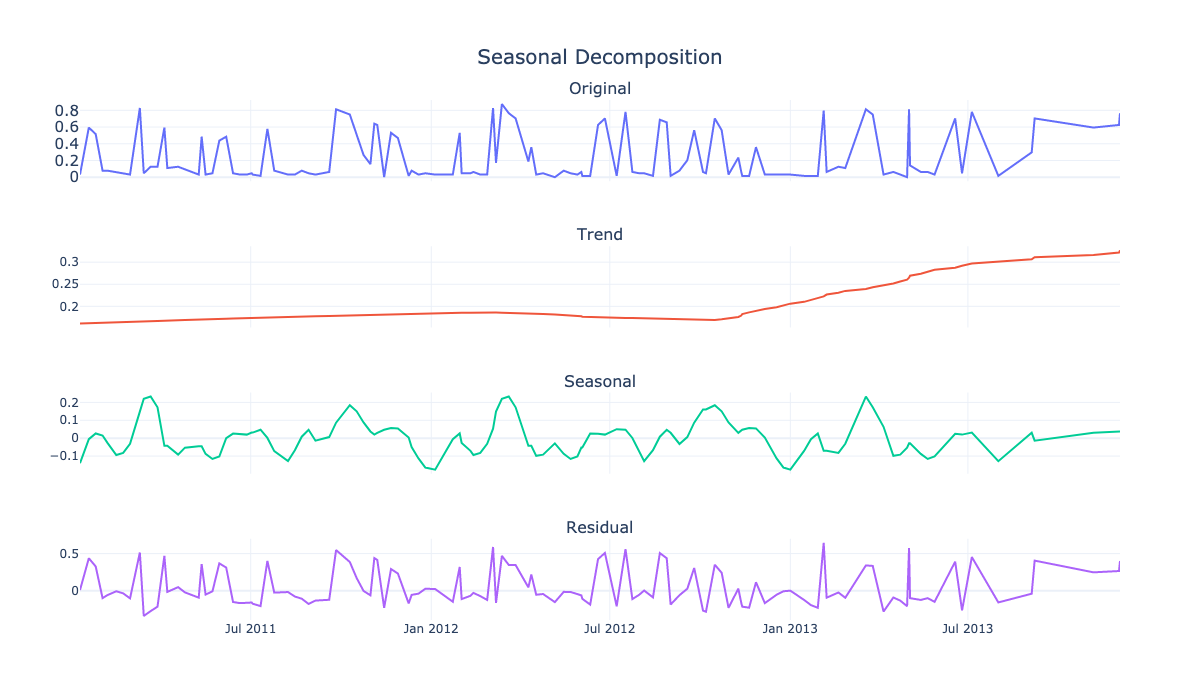 Seasonal Decomposition
Original
0.8
0.6
0.4
0.2
0
Trend
0.3
0.25
0.2
Seasonal
0.2
0.1
0
−0.1
Residual
0.5
0
Jul 2011 Jan 2012 Jul 2012 Jan 2013 Jul 2013